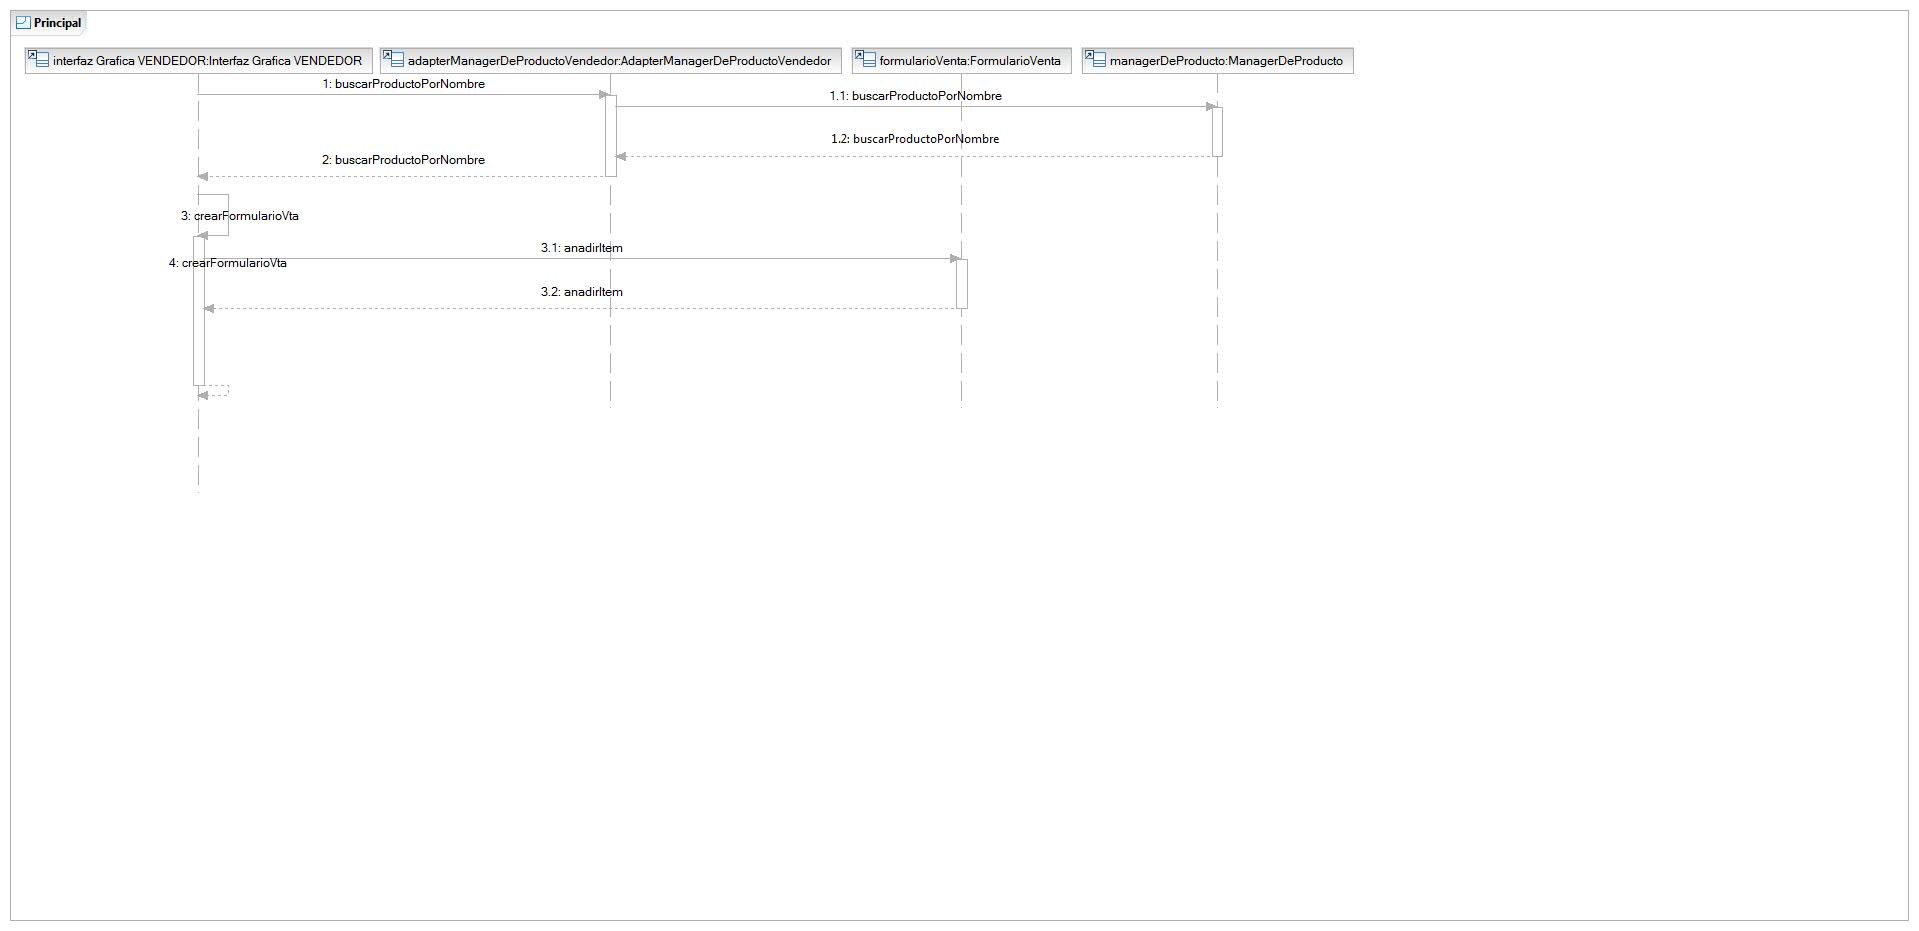 Principal
interfaz Grafica VENDEDOR:Interfaz Grafica VENDEDOR
adapterManagerDeProductoVendedor:AdapterManagerDeProductoVendedor
formularioVenta:FormularioVenta
managerDeProducto:ManagerDeProducto
1: buscarProductoPorNombre
1.1: buscarProductoPorNombre
1.2: buscarProductoPorNombre
2: buscarProductoPorNombre
3: crearFormularioVta
3.1: anadirItem
4: crearFormularioVta
3.2: anadirItem